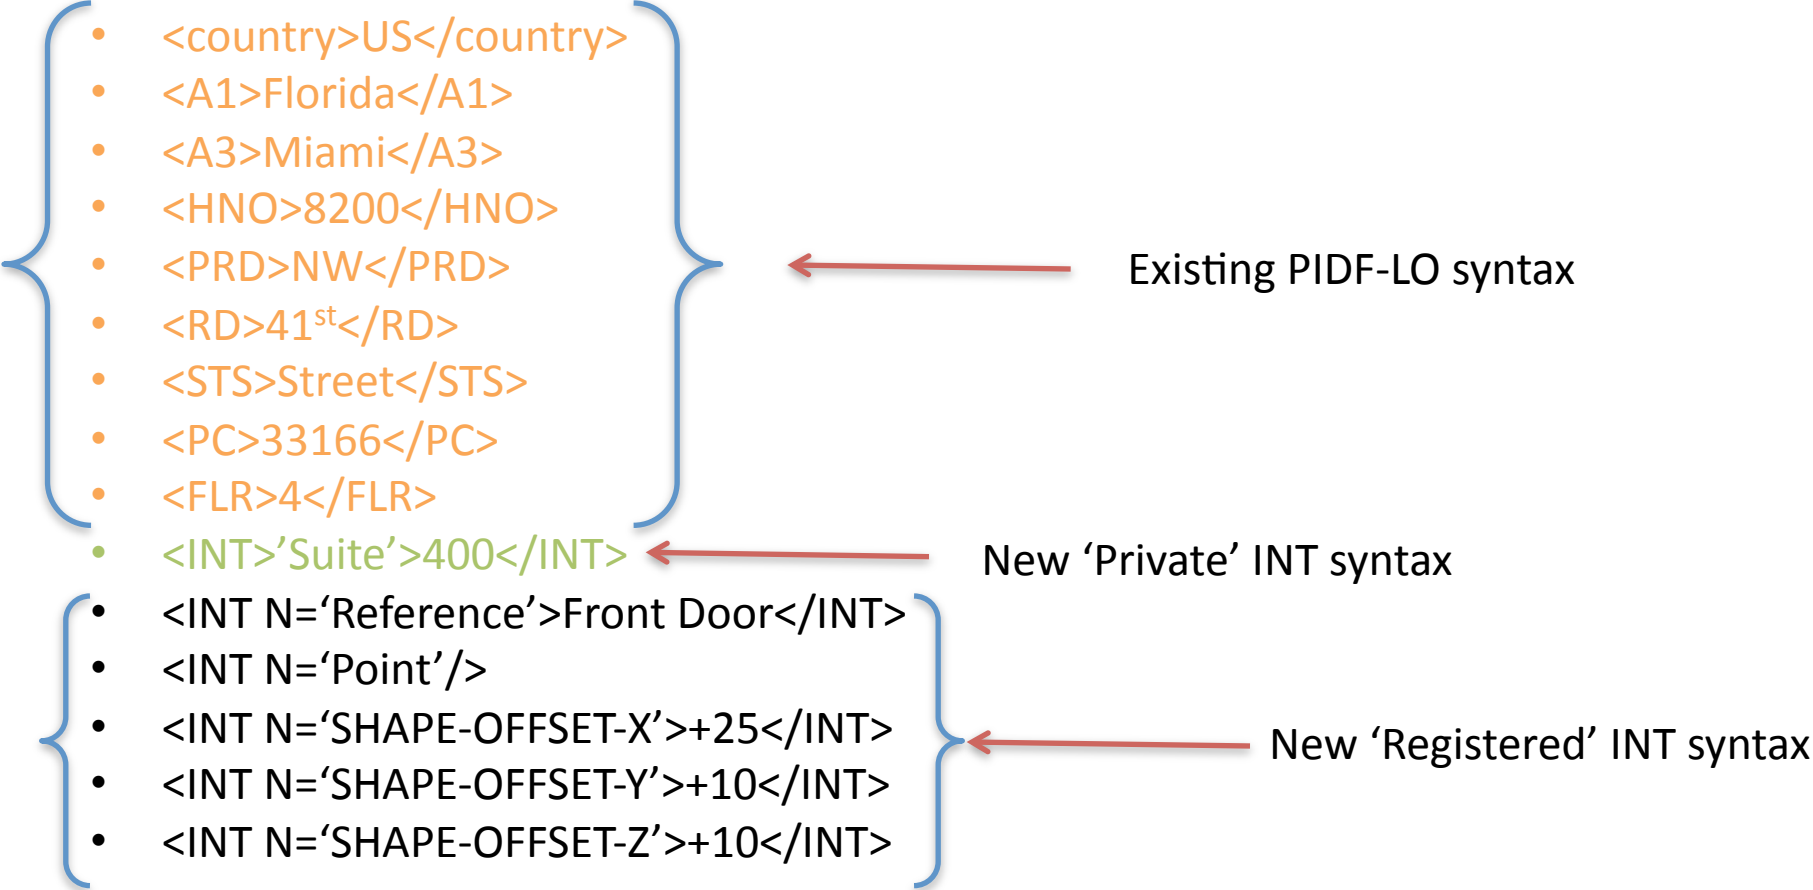 • <country>US</country>
• <A1>Florida</A1>
• <A3>Miami</A3>
• <HNO>8200</HNO>
• <PRD>NW</PRD>
Existing PIDF-LO syntax
• <RD>41st</RD>
• <STS>Street</STS>
• <PC>33166</PC>
• <FLR>4</FLR>
• <INT>’Suite’>400</INT>
New ‘Private’ INT syntax
• <INT N=‘Reference’>Front Door</INT>
• <INT N=‘Point’/>
• <INT N=‘SHAPE-OFFSET-X’>+25</INT>
New ‘Registered’ INT syntax
• <INT N=‘SHAPE-OFFSET-Y’>+10</INT>
• <INT N=‘SHAPE-OFFSET-Z’>+10</INT>